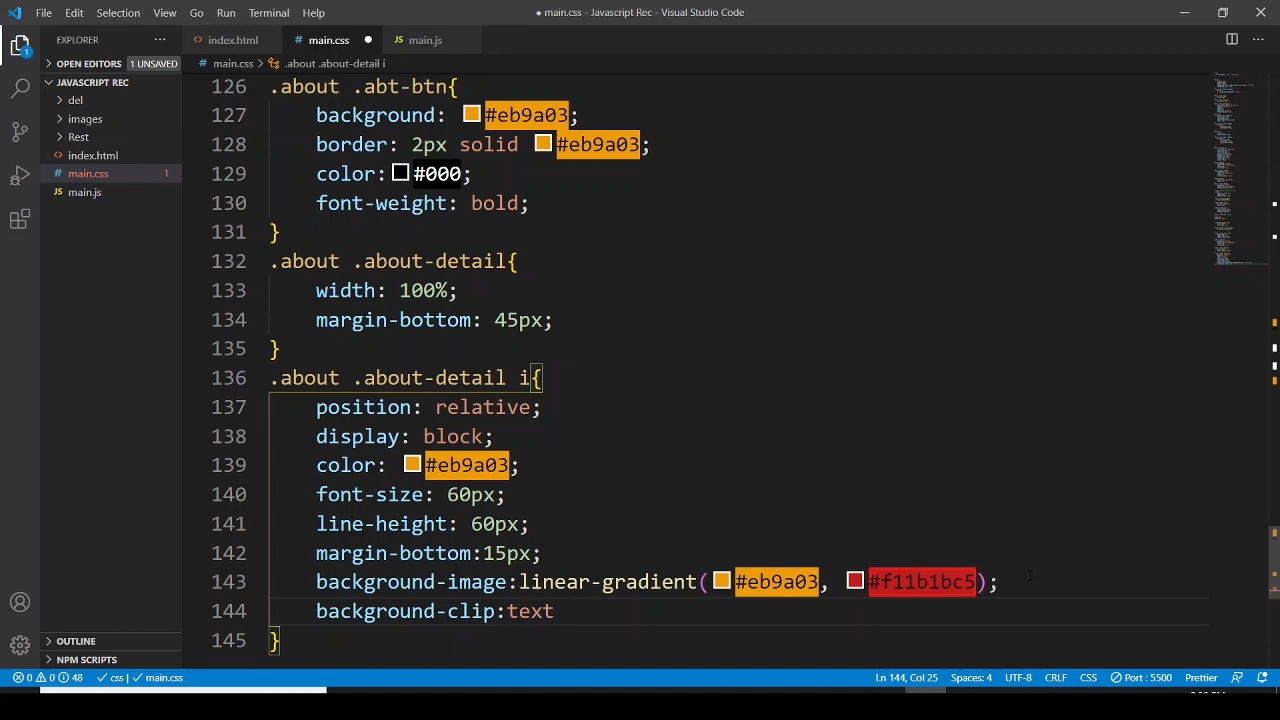 File Edit Selection View Go Run Terminal Help
● main.css - Javascript Rec - Visual Studio Code
EXPLORER
index.html
# main.css ●
JS main.js
OPEN EDITORS 1 UNSAVED
# main.css > .about .about-detail i
JAVASCRIPT REC
> del
> images
> Rest
<> index.html
# main.css 1
JS main.js
126 .about .abt-btn{
127 background: #eb9a03;
128 border: 2px solid #eb9a03;
129 color: #000;
130 font-weight: bold;
131 }
132 .about .about-detail{
133 width: 100%;
134 margin-bottom: 45px;
135 }
136 .about .about-detail i{
137 position: relative;
138 display: block;
139 color: #eb9a03;
140 font-size: 60px;
141 line-height: 60px;
142 margin-bottom:15px;
143 background-image:linear-gradient( #eb9a03, #f11b1bc5);
144 background-clip:text
145 }
1
OUTLINE
NPM SCRIPTS
0 0 48 ✓ css | ✓ main.css Ln 144, Col 25 Spaces: 4 UTF-8 CRLF CSS Port : 5500 Prettier